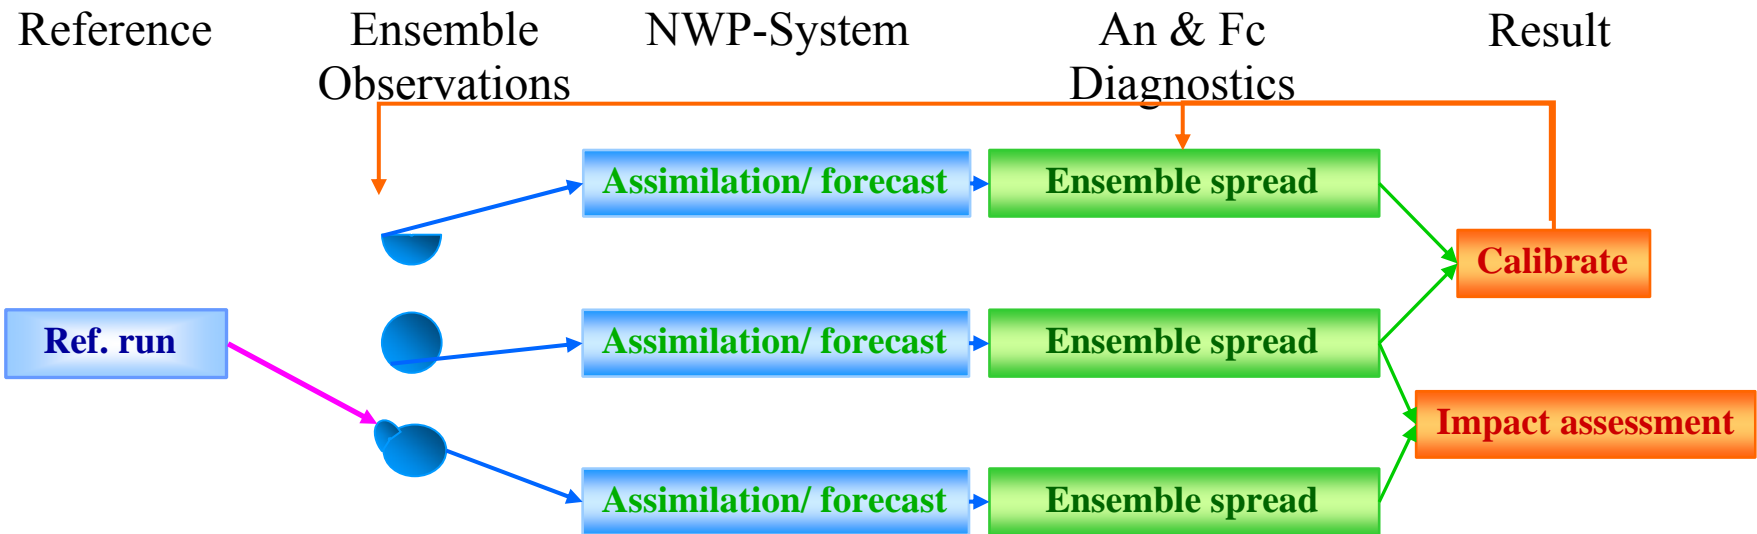 Reference
Ensemble
Observations
NWP-System
An & Fc
Diagnostics
Result
Assimilation/ forecast
Ensemble spread
Calibrate
Ref. run
Assimilation/ forecast
Ensemble spread
Impact assessment
Assimilation/ forecast
Ensemble spread